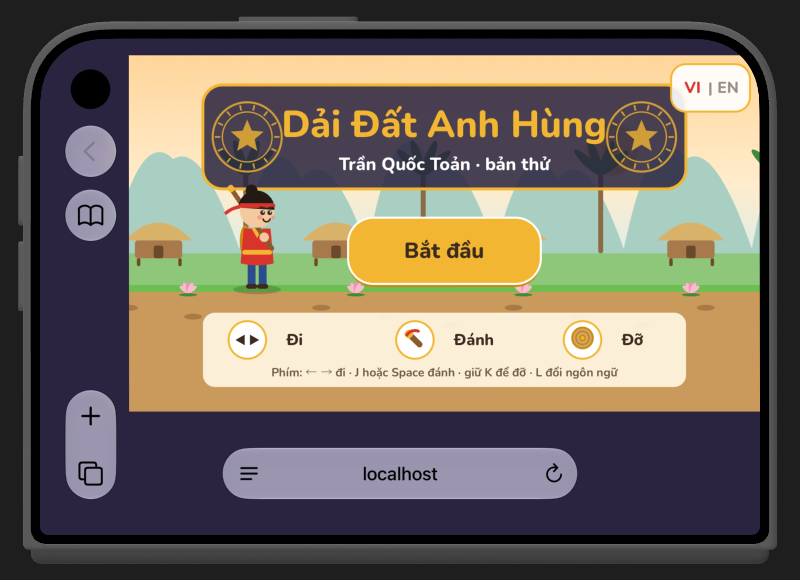 VI | EN
Dải Đất Anh Hùng
Trần Quốc Toản · bản thử
Bắt đầu
Đi
Đánh
Đỡ
Phím: ← → đi · J hoặc Space đánh · giữ K để đỡ · L đổi ngôn ngữ
localhost